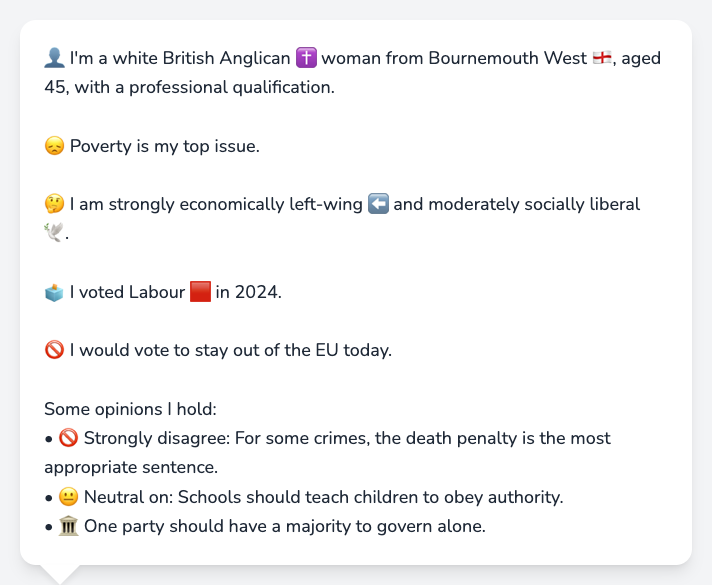 👤 I'm a white British Anglican ✝️ woman from Bournemouth West 🏴󠁧󠁢󠁥󠁮󠁧󠁿, aged
45, with a professional qualification.
😞 Poverty is my top issue.
🤔 I am strongly economically left-wing ⬅️ and moderately socially liberal
🕊️.
🗳️ I voted Labour 🟥 in 2024.
🚫 I would vote to stay out of the EU today.
Some opinions I hold:
• 🚫 Strongly disagree: For some crimes, the death penalty is the most
appropriate sentence.
• 😐 Neutral on: Schools should teach children to obey authority.
• 🏛️ One party should have a majority to govern alone.